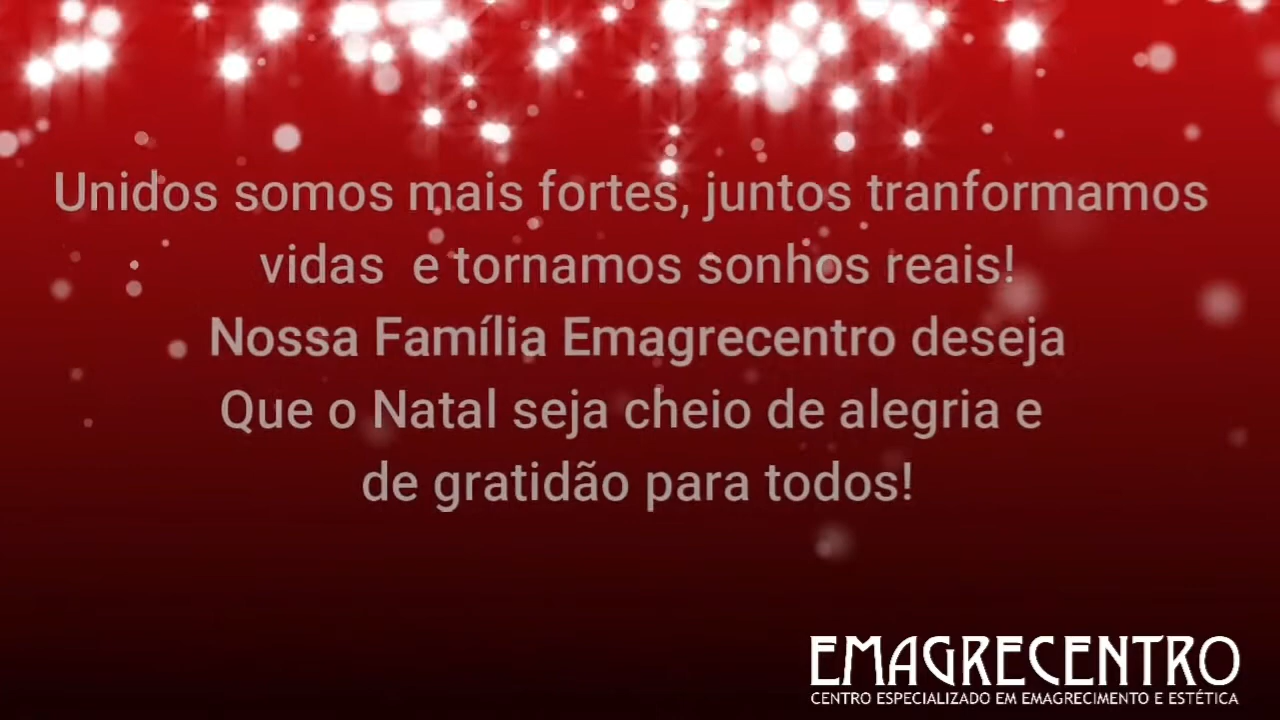 Unidos somos mais fortes, juntos tranformamos
vidas  e tornamos sonhos reais!
Nossa Família Emagrecentro deseja
Que o Natal seja cheio de alegria e
de gratidão para todos!
EMAGRECENTRO
CENTRO ESPECIALIZADO EM EMAGRECIMENTO E ESTÉTICA